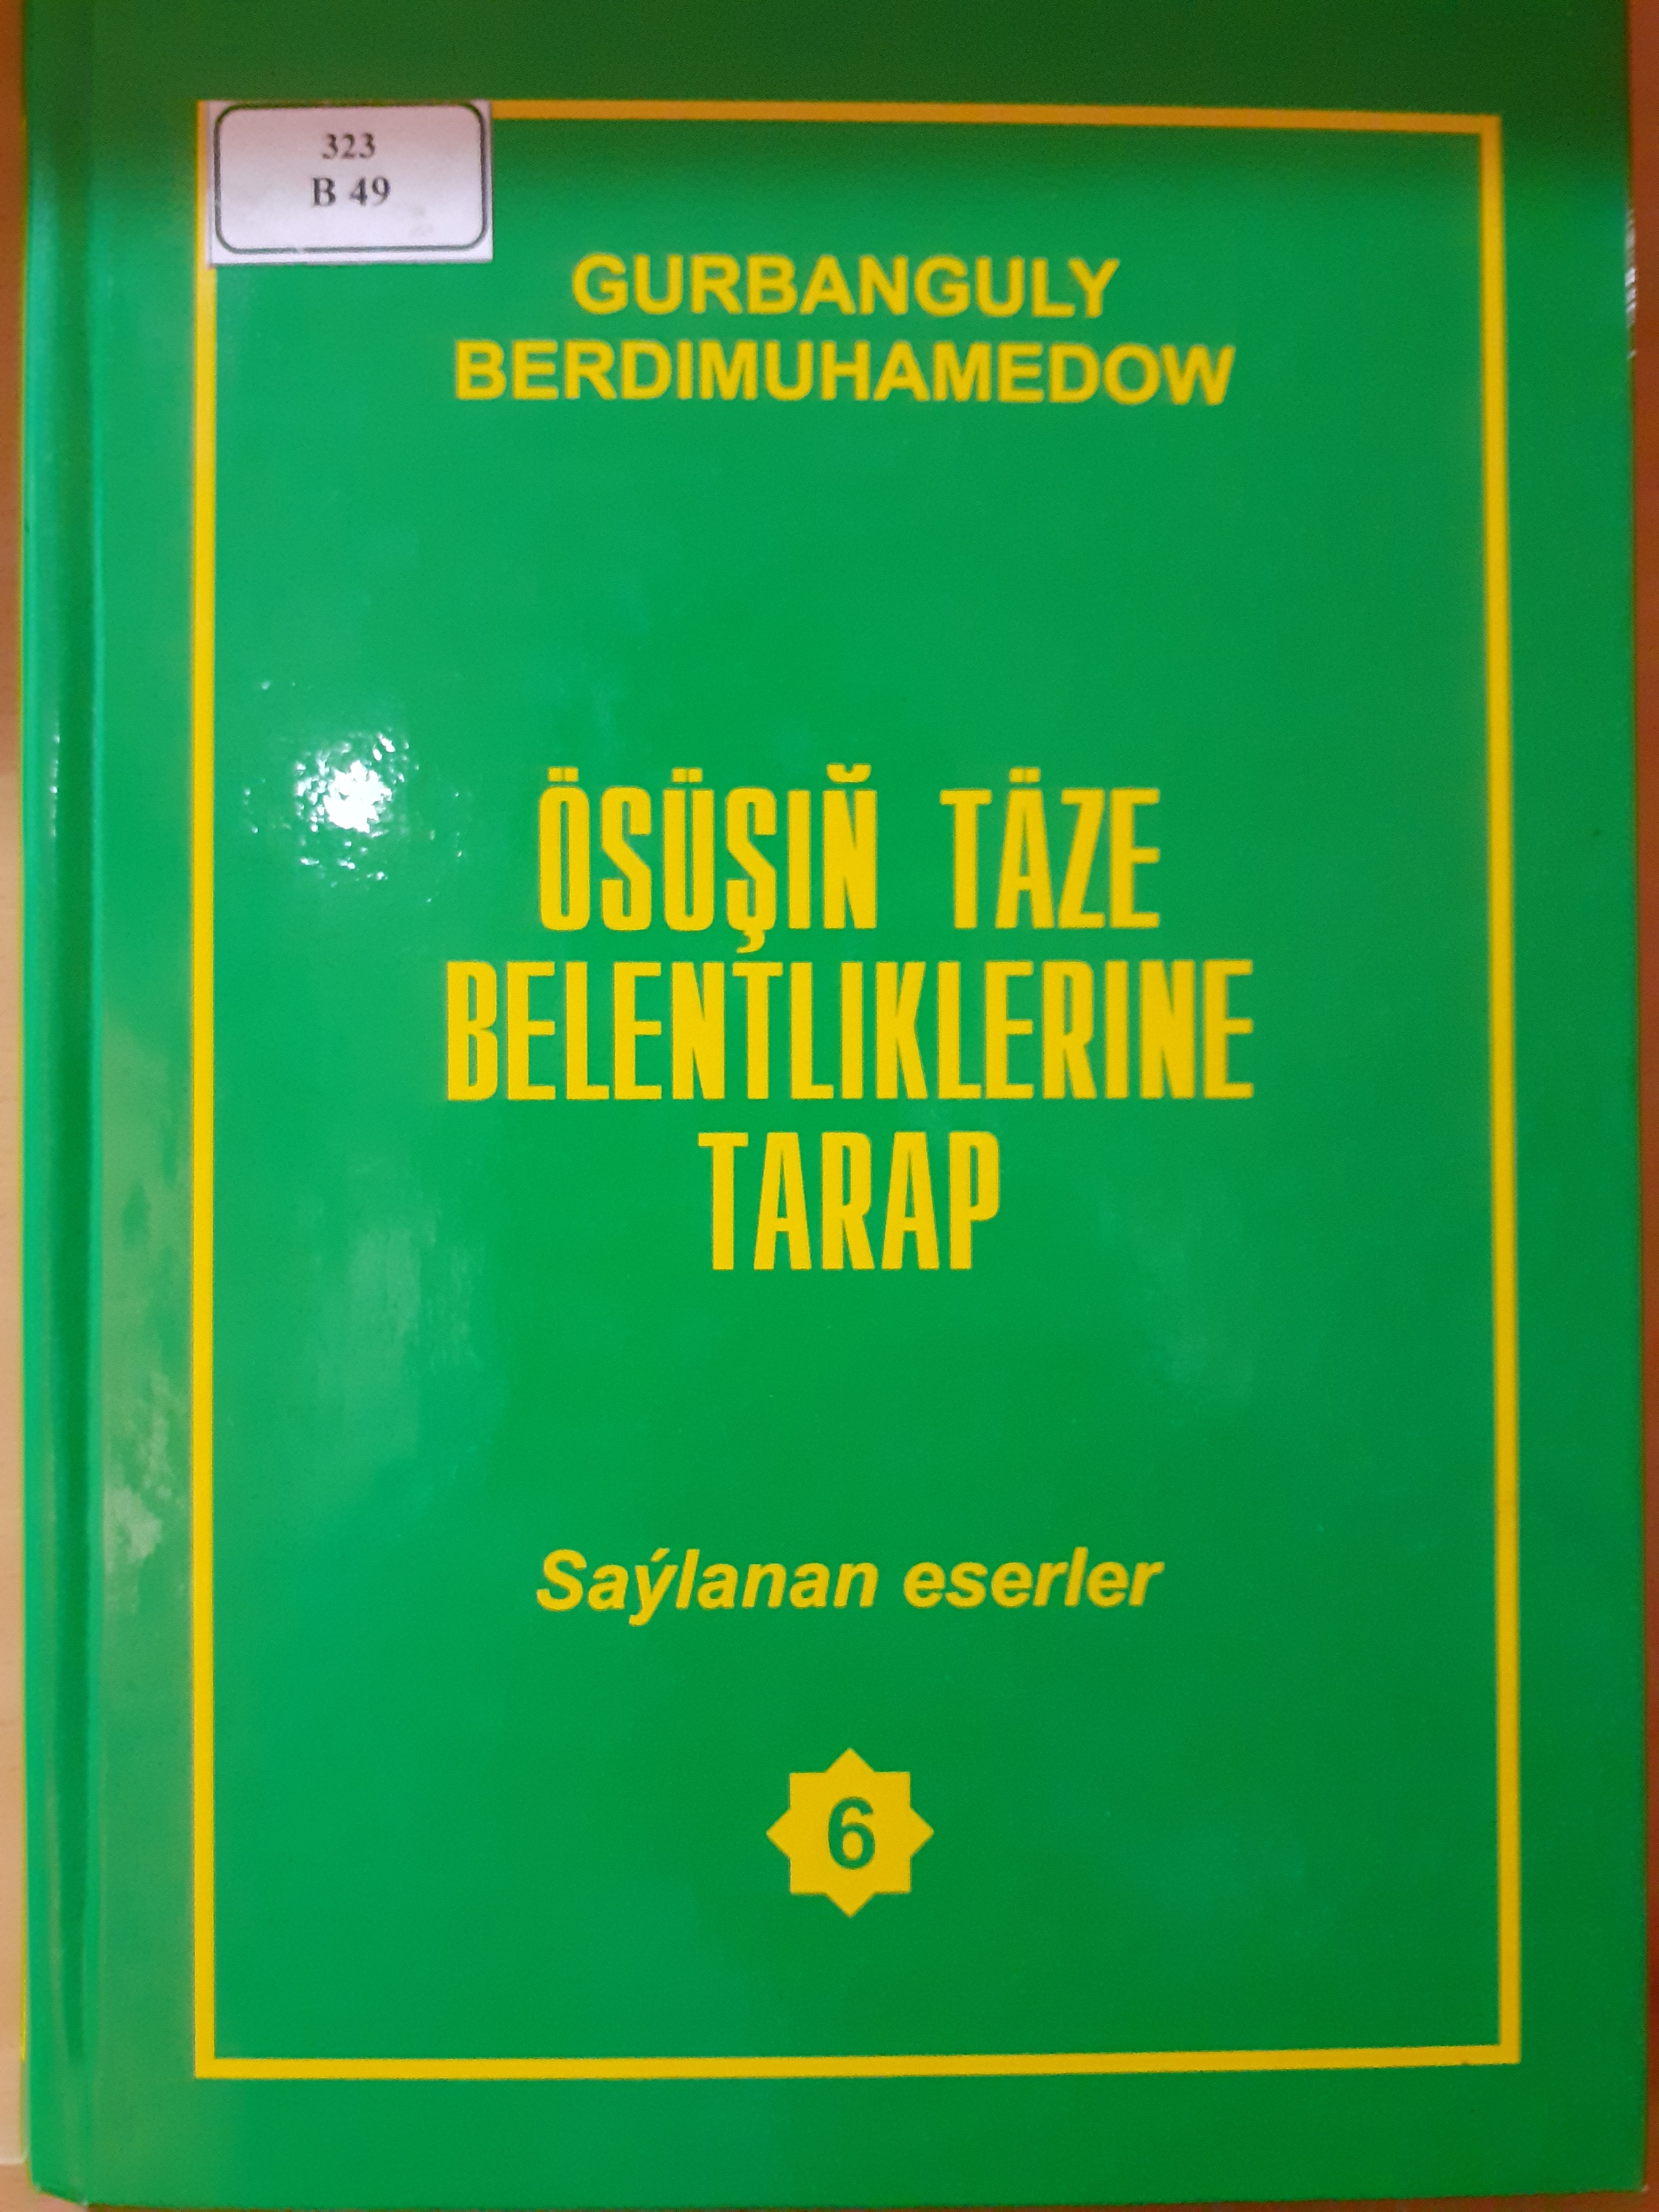 323
B 49
GURBANGULY
BERDIMUHAMEDOW
ÖSÜŞIŇ TÄZE
BELENTLIKLERINE
TARAP
Saýlanan eserler
6